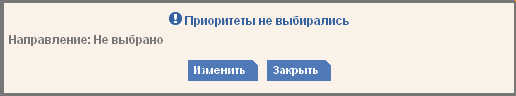 Приоритеты не выбирались
Направление: Не выбрано
Изменить Закрыть